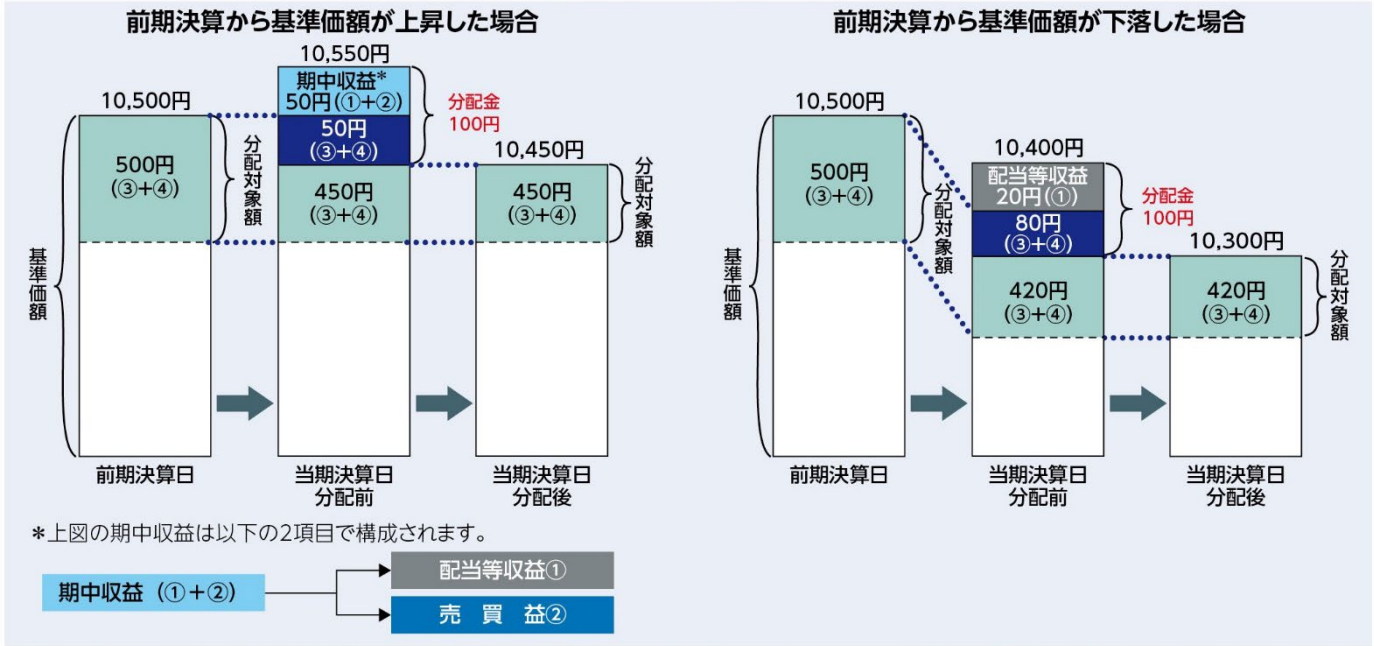 前期決算から基準価額が上昇した場合
10,550円
10,500円
期中収益*
50円(①+②)
分配金
100円
50円
(③+④)
500円
(③+④)
分配対象額
10,450円
450円
(③+④)
450円
(③+④)
分配対象額
基準価額
前期決算日
当期決算日
分配前
当期決算日
分配後
*上図の期中収益は以下の2項目で構成されます。
期中収益 (①+②)
配当等収益①
売 買 益②
前期決算から基準価額が下落した場合
10,500円
500円
(③+④)
分配対象額
10,400円
配当等収益
20円(①)
分配金
100円
80円
(③+④)
10,300円
420円
(③+④)
420円
(③+④)
分配対象額
基準価額
前期決算日
当期決算日
分配前
当期決算日
分配後